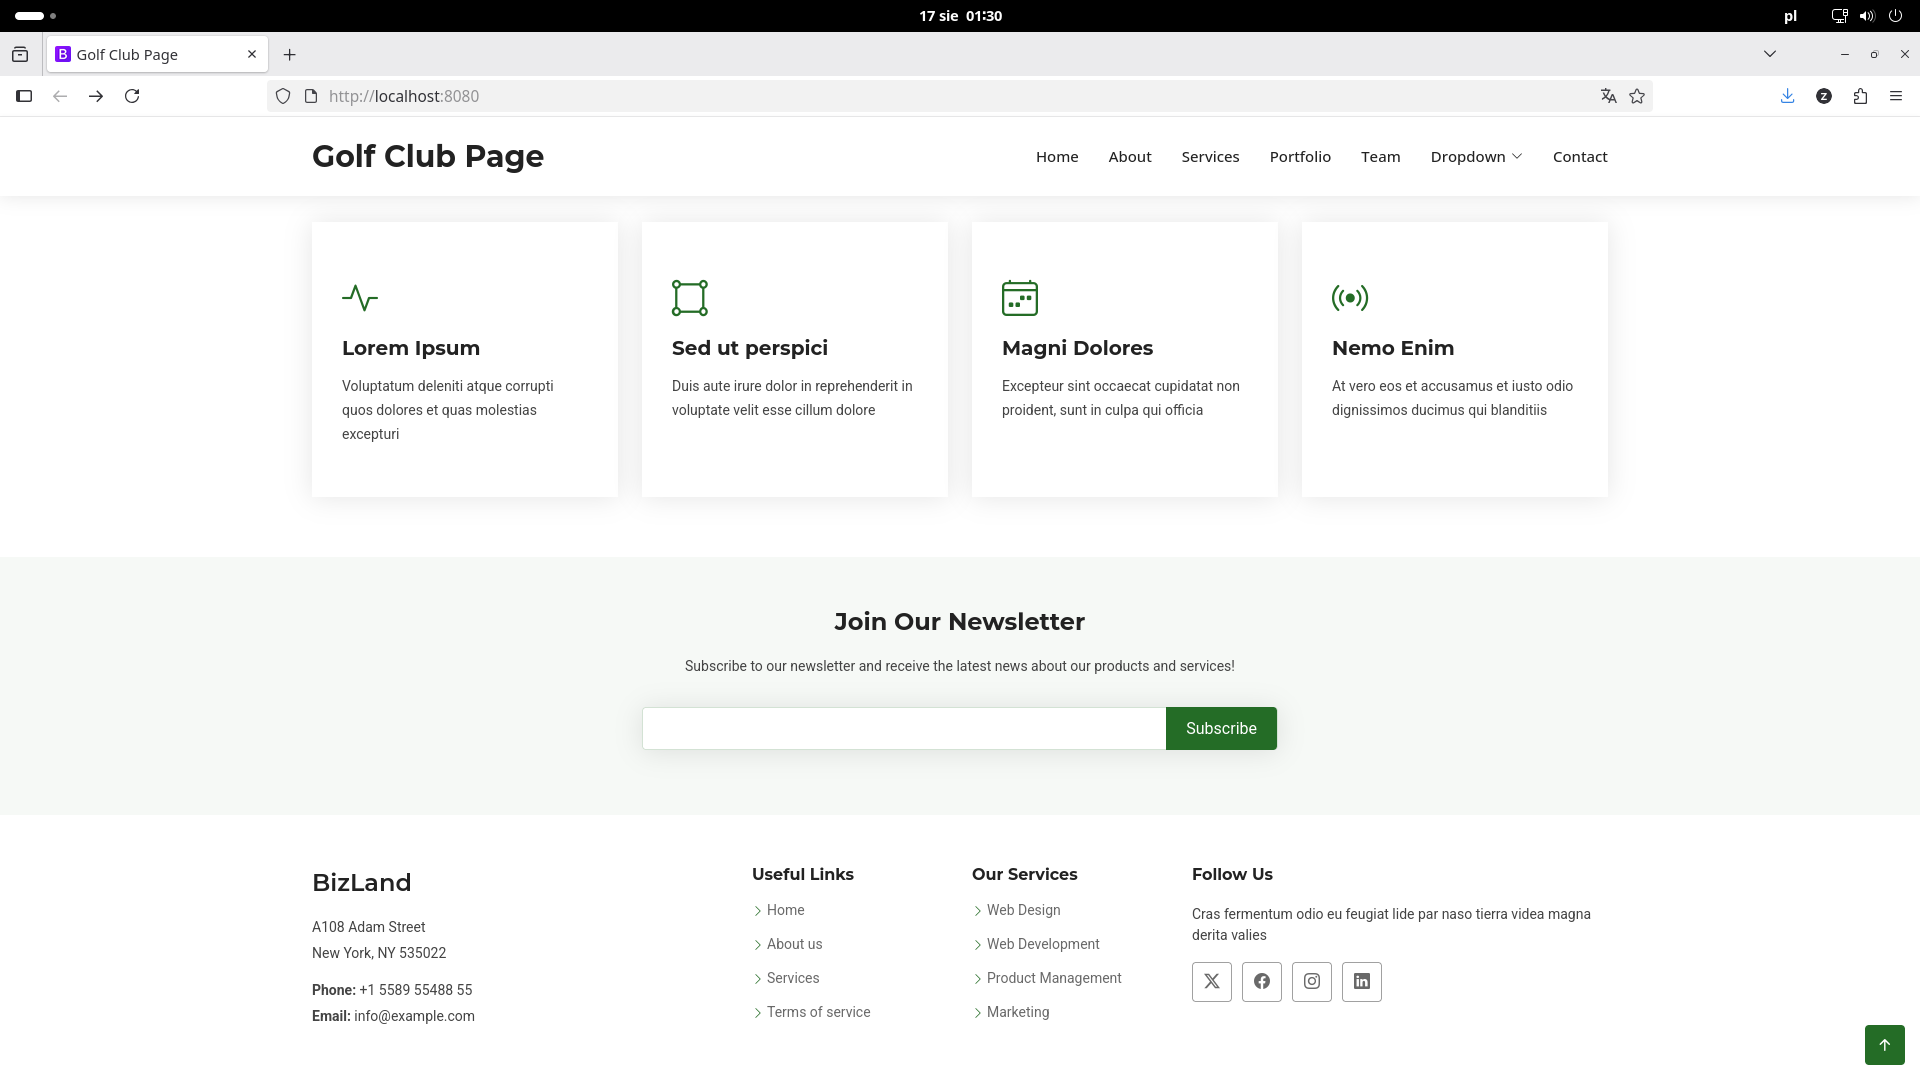 17 sie 01:30
pl
Golf Club Page
http://localhost:8080
Z
Golf Club Page
Home About Services Portfolio Team Dropdown Contact
Lorem Ipsum
Voluptatum deleniti atque corrupti
quos dolores et quas molestias
excepturi
Sed ut perspici
Duis aute irure dolor in reprehenderit in
voluptate velit esse cillum dolore
Magni Dolores
Excepteur sint occaecat cupidatat non
proident, sunt in culpa qui officia
Nemo Enim
At vero eos et accusamus et iusto odio
dignissimos ducimus qui blanditiis
Join Our Newsletter
Subscribe to our newsletter and receive the latest news about our products and services!
Subscribe
BizLand
A108 Adam Street
New York, NY 535022
Phone: +1 5589 55488 55
Email: info@example.com
Useful Links
Home
About us
Services
Terms of service
Our Services
Web Design
Web Development
Product Management
Marketing
Follow Us
Cras fermentum odio eu feugiat lide par naso tierra videa magna
derita valies